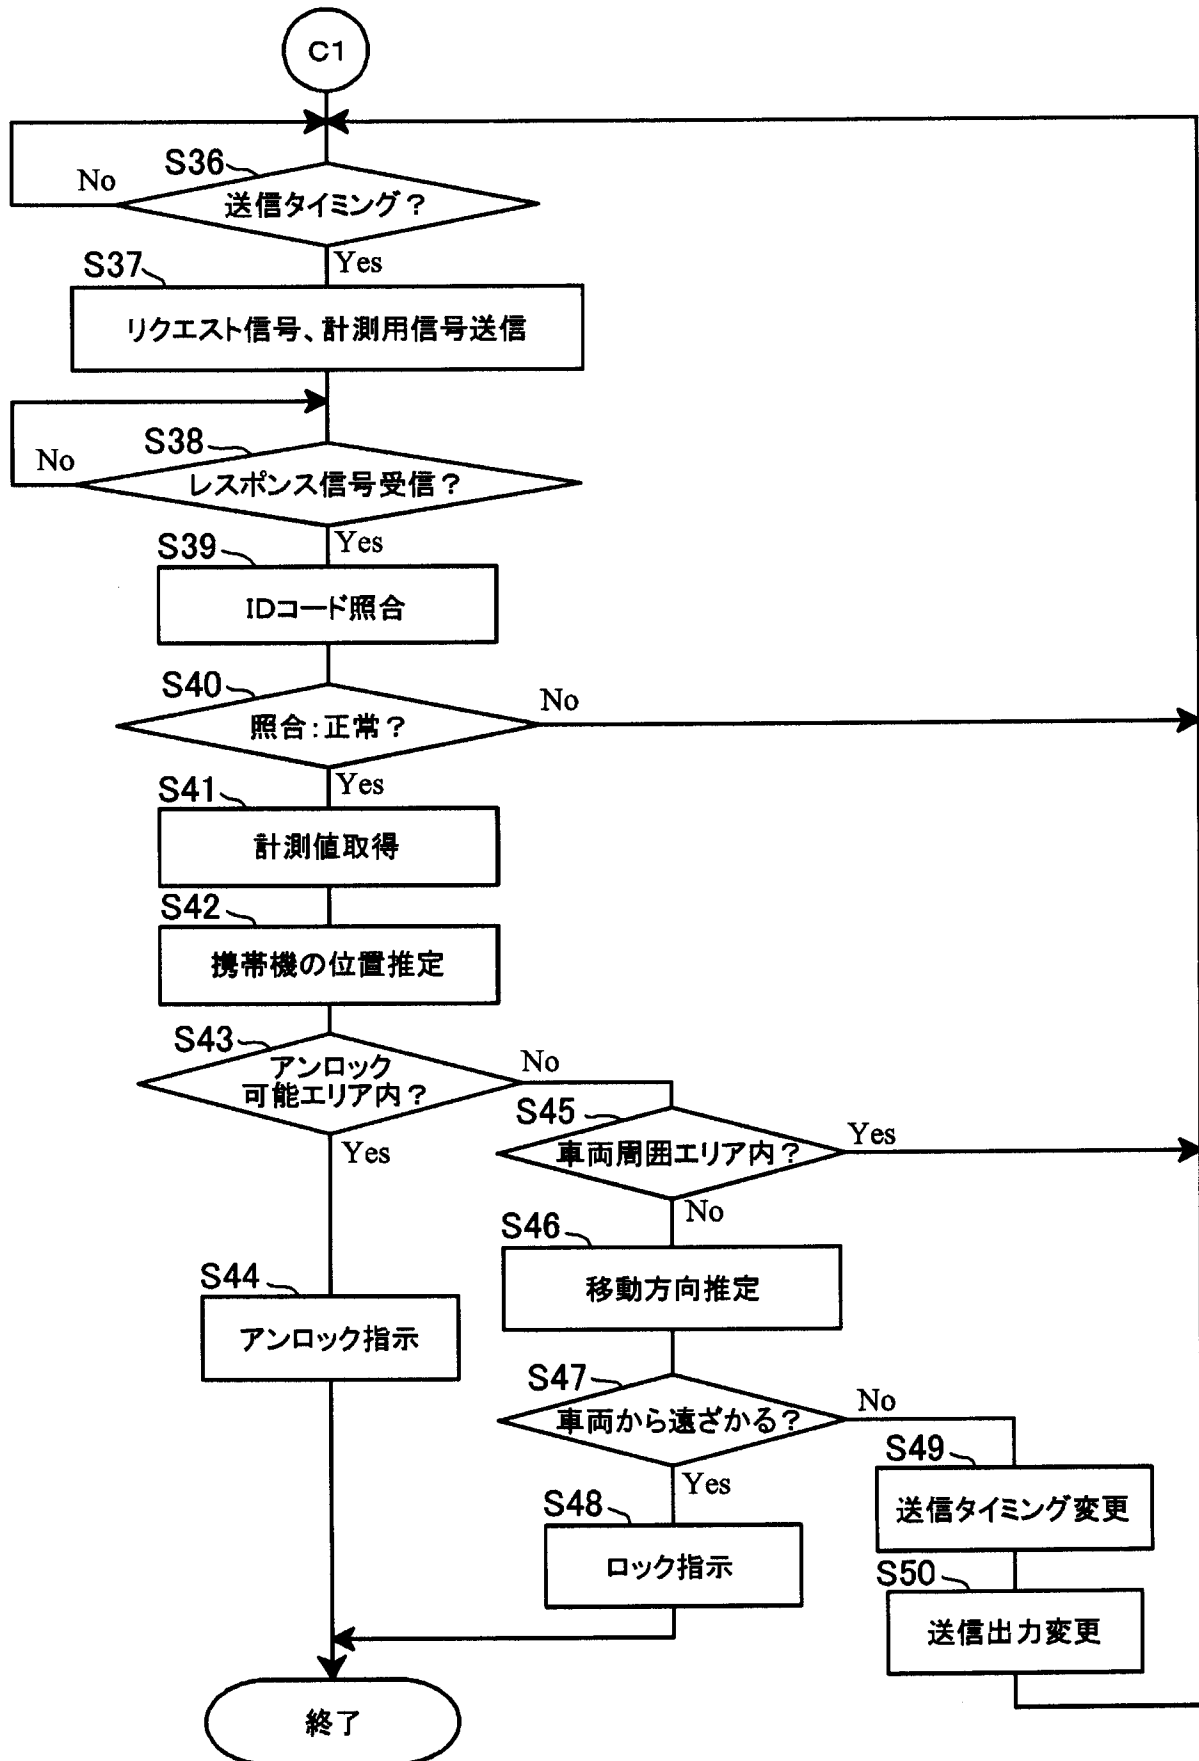 C1
S36
No
送信タイミング？
Yes
S37
リクエスト信号、計測用信号送信
S38
No
レスポンス信号受信？
Yes
S39
IDコード照合
S40
No
照合：正常？
Yes
S41
計測値取得
S42
携帯機の位置推定
S43
アンロック
可能エリア内？
No
Yes
S45
車両周囲エリア内？
Yes
No
S46
移動方向推定
S44
アンロック指示
S47
車両から遠ざかる？
No
Yes
S49
送信タイミング変更
S48
ロック指示
S50
送信出力変更
終了